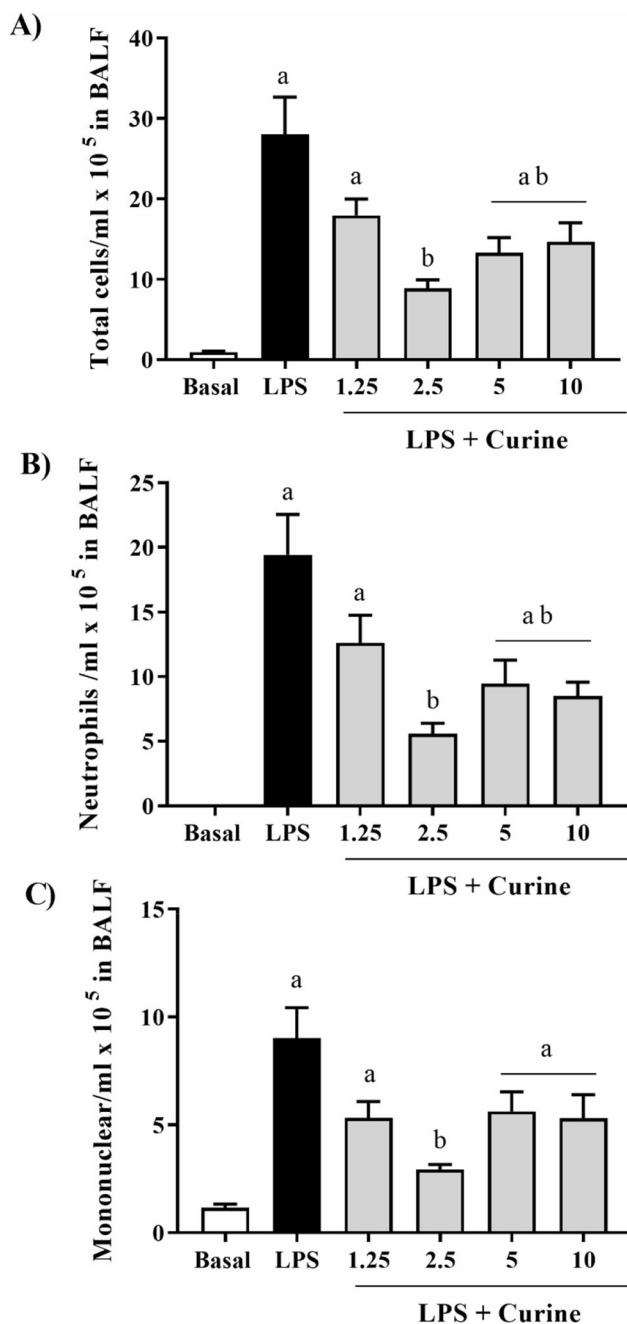 A)
Total cells/ml x 10 5 in BALF
40
30
20
10
0
a
a
b
a b
Basal LPS 1.25 2.5 5 10
LPS + Curine
B)
Neutrophils /ml x 10 5 in BALF
25
20
15
10
5
0
a
a
b
a b
Basal LPS 1.25 2.5 5 10
LPS + Curine
C)
Mononuclear/ml x 10 5 in BALF
15
10
5
0
a
a
b
a
Basal LPS 1.25 2.5 5 10
LPS + Curine